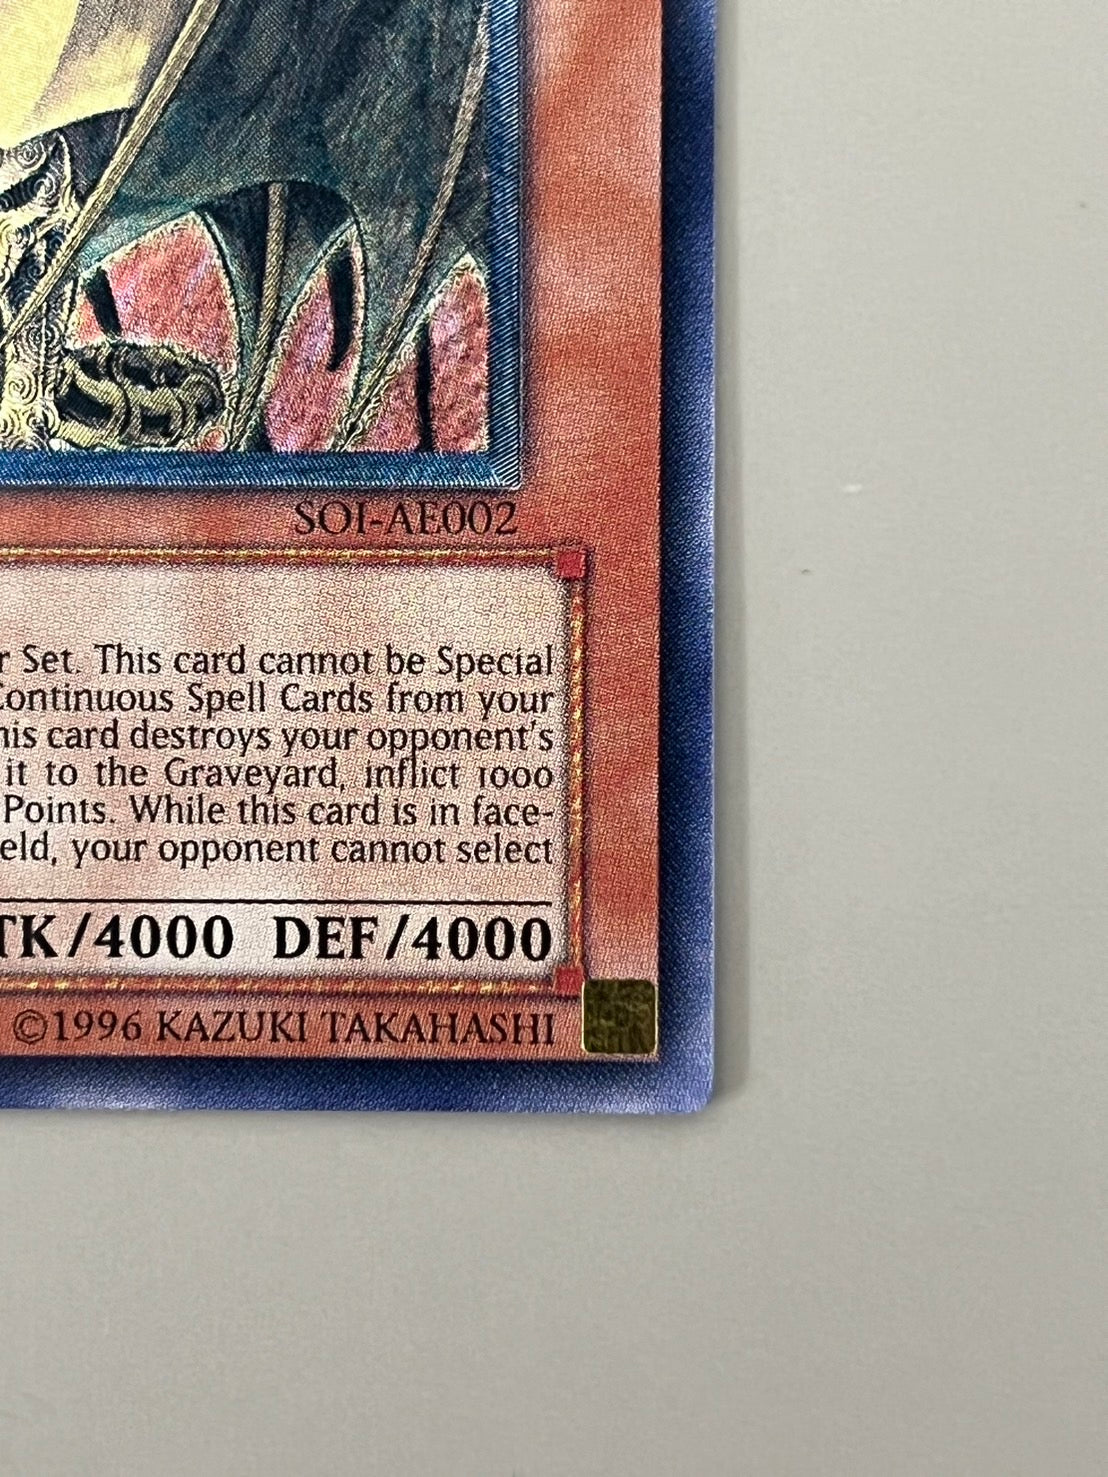 SOI-AE002
r Set. This card cannot be Special
Continuous Spell Cards from your
his card destroys your opponent's
it to the Graveyard, inflict 1000
Points. While this card is in face-
eld, your opponent cannot select
TK/4000 DEF/4000
©1996 KAZUKI TAKAHASHI